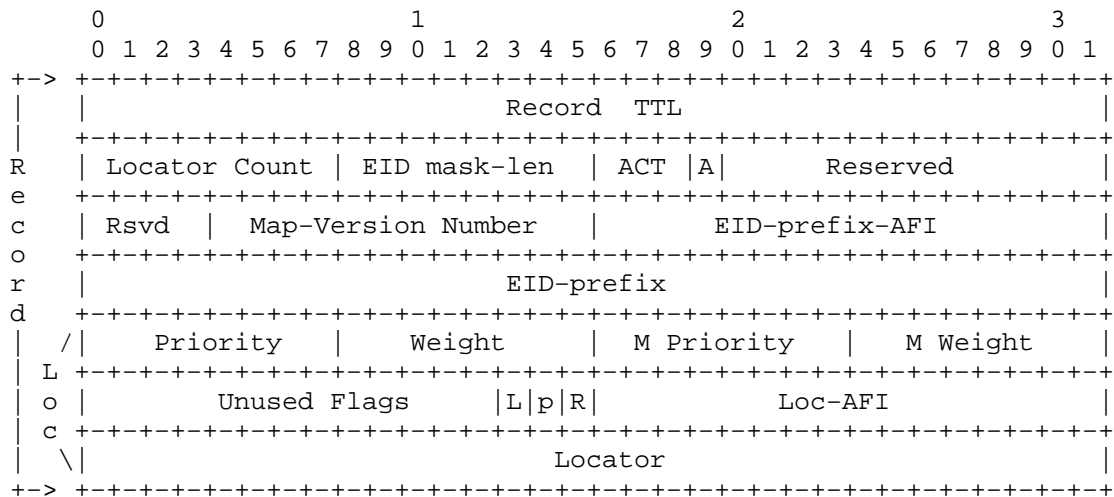 0                   1                   2                   3
        0 1 2 3 4 5 6 7 8 9 0 1 2 3 4 5 6 7 8 9 0 1 2 3 4 5 6 7 8 9 0 1
+->    +-+-+-+-+-+-+-+-+-+-+-+-+-+-+-+-+-+-+-+-+-+-+-+-+-+-+-+-+-+-+-+-+
|      |                          Record  TTL                          |
|      +-+-+-+-+-+-+-+-+-+-+-+-+-+-+-+-+-+-+-+-+-+-+-+-+-+-+-+-+-+-+-+-+
R      | Locator Count | EID mask-len  | ACT |A|       Reserved        |
e      +-+-+-+-+-+-+-+-+-+-+-+-+-+-+-+-+-+-+-+-+-+-+-+-+-+-+-+-+-+-+-+-+
c      | Rsvd  |  Map-Version Number   |       EID-prefix-AFI          |
o      +-+-+-+-+-+-+-+-+-+-+-+-+-+-+-+-+-+-+-+-+-+-+-+-+-+-+-+-+-+-+-+-+
r      |                          EID-prefix                           |
d      +-+-+-+-+-+-+-+-+-+-+-+-+-+-+-+-+-+-+-+-+-+-+-+-+-+-+-+-+-+-+-+-+
|     /|    Priority   |    Weight     |  M Priority   |   M Weight    |
|    L +-+-+-+-+-+-+-+-+-+-+-+-+-+-+-+-+-+-+-+-+-+-+-+-+-+-+-+-+-+-+-+-+
|    o |        Unused Flags     |L|p|R|           Loc-AFI             |
|    c +-+-+-+-+-+-+-+-+-+-+-+-+-+-+-+-+-+-+-+-+-+-+-+-+-+-+-+-+-+-+-+-+
|     \|                             Locator                           |
+->    +-+-+-+-+-+-+-+-+-+-+-+-+-+-+-+-+-+-+-+-+-+-+-+-+-+-+-+-+-+-+-+-+